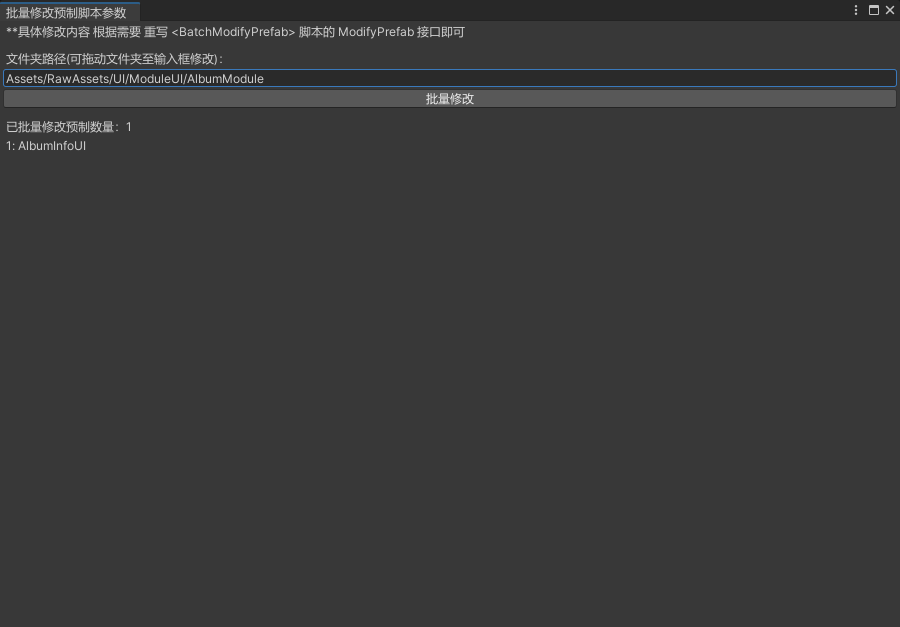 批量修改预制脚本参数
**具体修改内容 根据需要 重写 <BatchModifyPrefab> 脚本的 ModifyPrefab 接口即可
文件夹路径(可拖动文件夹至输入框修改)：
Assets/RawAssets/UI/ModuleUI/AlbumModule
批量修改
已批量修改预制数量：1
1: AlbumInfoUI